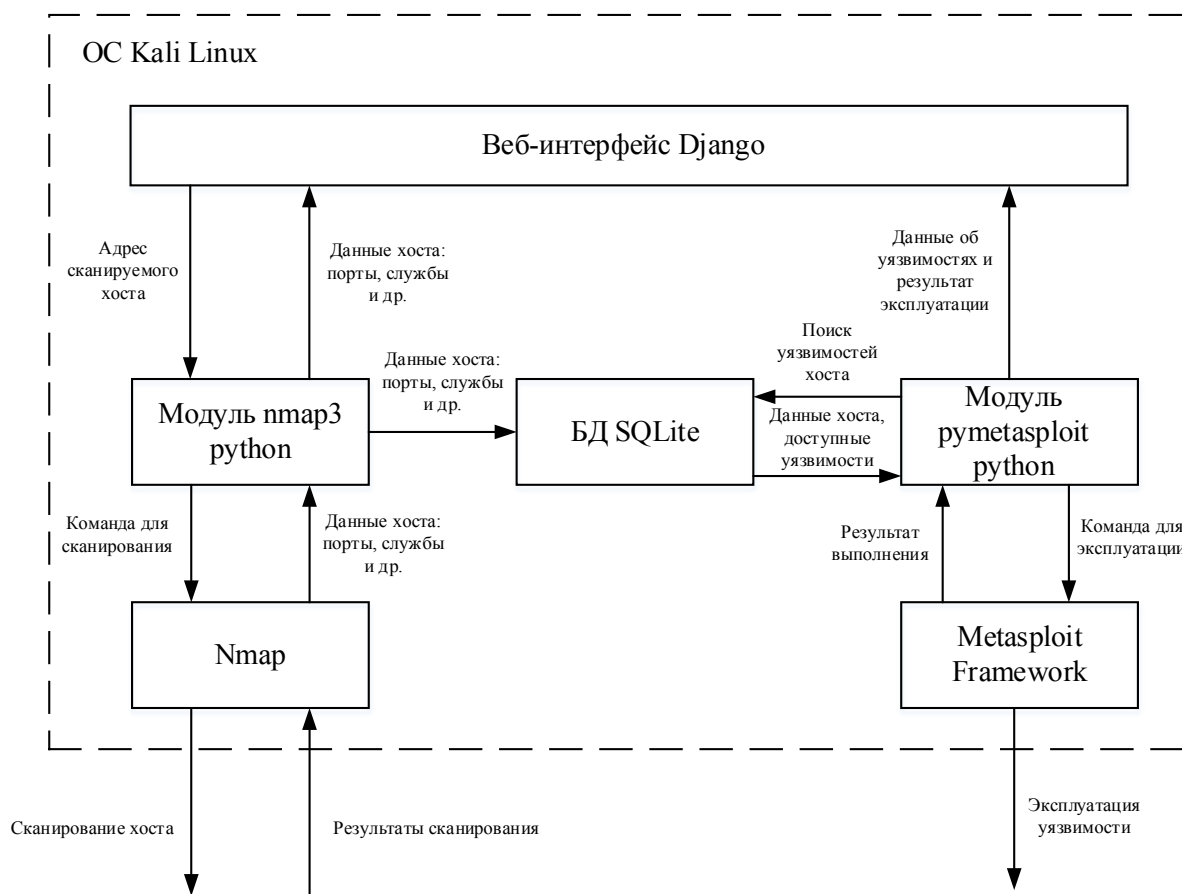 ОС Kali Linux
Веб-интерфейс Django
Адрес
сканируемого
хоста
Данные хоста:
порты, службы
и др.
Данные об
уязвимостях и
результат
эксплуатации
Поиск
уязвимостей
хоста
Данные хоста:
порты, службы
и др.
Модуль nmap3
python
БД SQLite
Данные хоста,
доступные
уязвимости
Модуль
pymetasploit
python
Команда для
сканирования
Данные хоста:
порты, службы
и др.
Результат
выполнения
Команда для
эксплуатации
Nmap
Metasploit
Framework
Сканирование хоста
Результаты сканирования
Эксплуатация
уязвимости